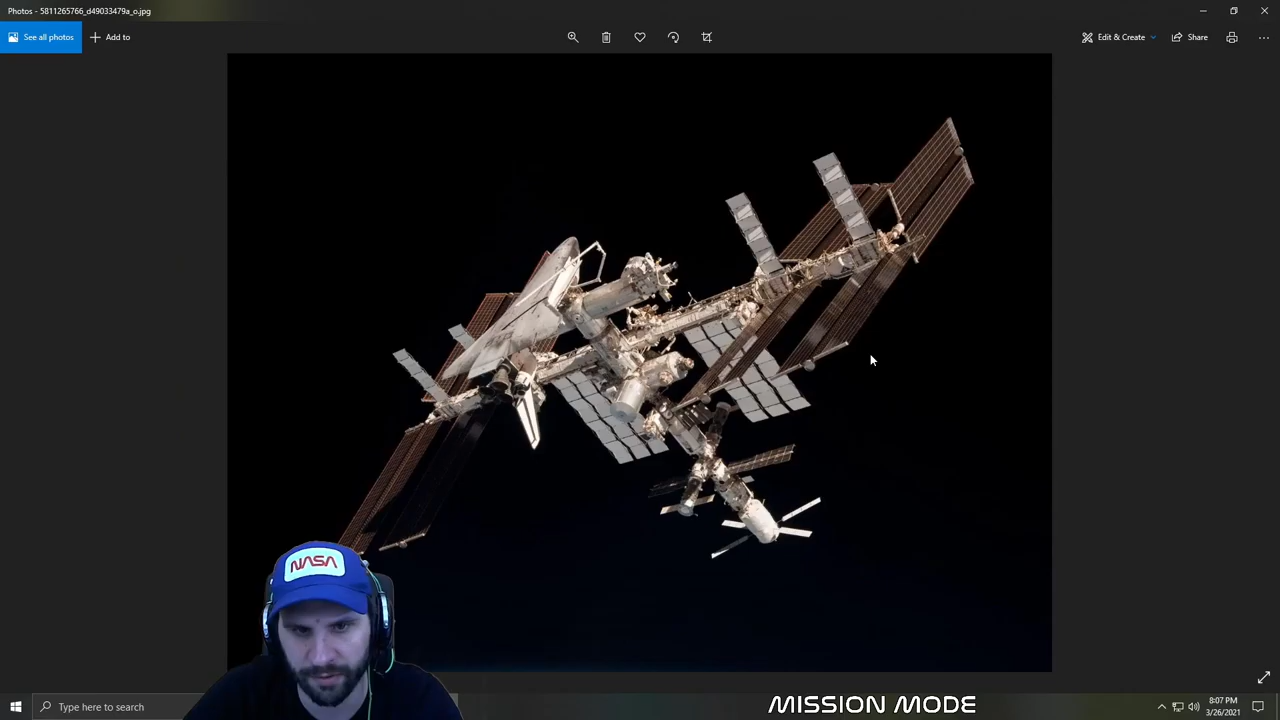 Photos - 5811265766_d49033479a_o.jpg
See all photos
Add to
Edit & Create
Share
NASA
Type here to search
MISSION MODE
8:07 PM
3/26/2021